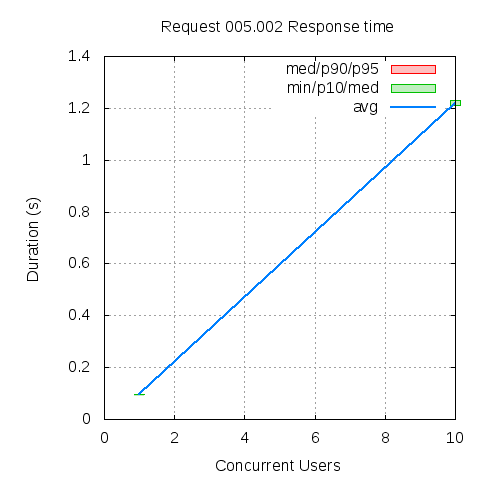 Request 005.002 Response time
1.4
med/p90/p95
min/p10/med
avg
1.2
1
0.8
0.6
0.4
0.2
0
0 2 4 6 8 10
Duration (s)
Concurrent Users